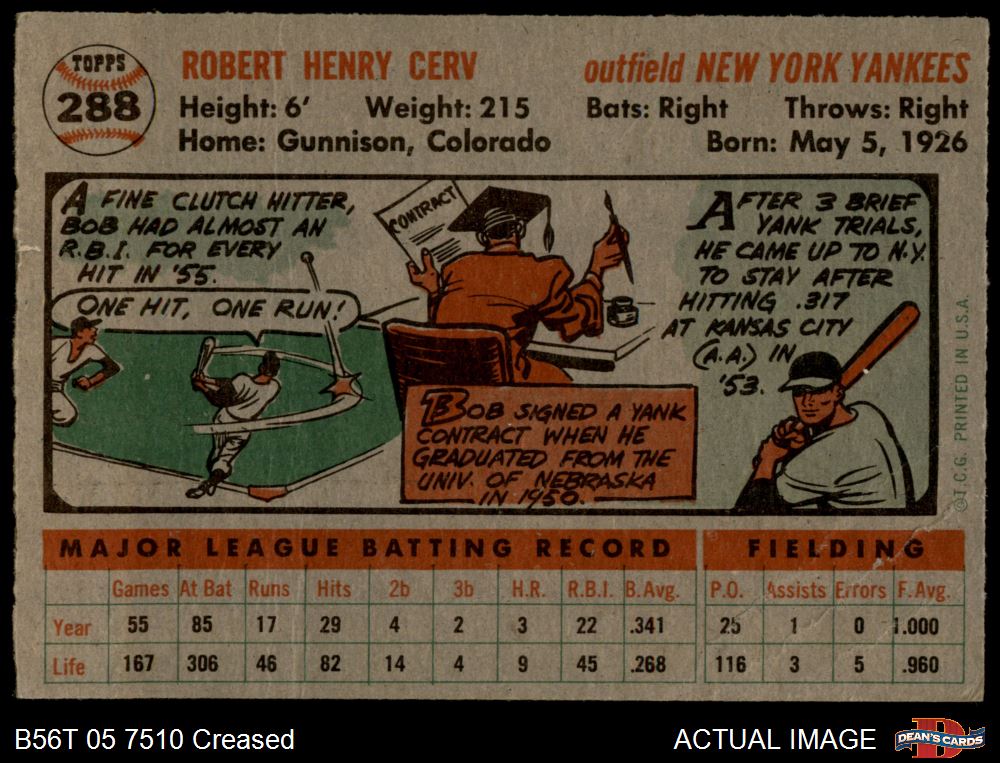 TOPPS
288
ROBERT HENRY CERV
outfield NEW YORK YANKEES
Height: 6' Weight: 215 Bats: Right Throws: Right
Home: Gunnison, Colorado Born: May 5, 1926
A FINE CLUTCH HITTER,
BOB HAD ALMOST AN
R.B.I. FOR EVERY
HIT IN '55.
ONE HIT, ONE RUN!
CONTRACT
BOB SIGNED A YANK
CONTRACT WHEN HE
GRADUATED FROM THE
UNIV. OF NEBRASKA
IN 1950.
AFTER 3 BRIEF
YANK TRIALS,
HE CAME UP TO N.Y.
TO STAY AFTER
HITTING .317
AT KANSAS CITY
(A.A.) IN
'53.
©T.C.G. PRINTED IN U.S.A.
MAJOR LEAGUE BATTING RECORD FIELDING
Games At Bat Runs Hits 2b 3b H.R. R.B.I. B.Avg. P.O. Assists Errors F.Avg.
Year 55 85 17 29 4 2 3 22 .341 25 1 0 1.000
Life 167 306 46 82 14 4 9 45 .268 116 3 5 .960
B56T 05 7510 Creased
ACTUAL IMAGE
DEAN'S CARDS